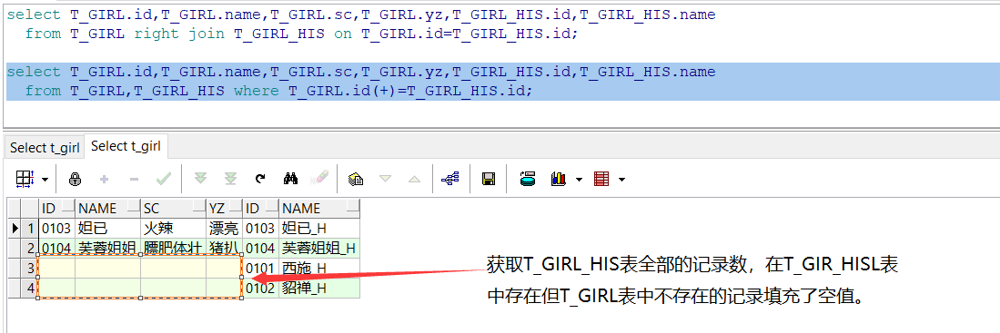 select T_GIRL.id,T_GIRL.name,T_GIRL.sc,T_GIRL.yz,T_GIRL_HIS.id,T_GIRL_HIS.name
from T_GIRL right join T_GIRL_HIS on T_GIRL.id=T_GIRL_HIS.id;
select T_GIRL.id,T_GIRL.name,T_GIRL.sc,T_GIRL.yz,T_GIRL_HIS.id,T_GIRL_HIS.name
from T_GIRL,T_GIRL_HIS where T_GIRL.id(+)=T_GIRL_HIS.id;
Select t_girl Select t_girl
ID NAME SC YZ ID NAME
1 0103 妲已 火辣 漂亮 0103 妲已_H
2 0104 芙蓉姐姐 膘肥体壮 猪扒 0104 芙蓉姐姐_H
3 0101 西施_H
4 0102 貂禅_H
获取T_GIRL_HIS表全部的记录数，在T_GIR_HISL表
中存在但T_GIRL表中不存在的记录填充了空值。